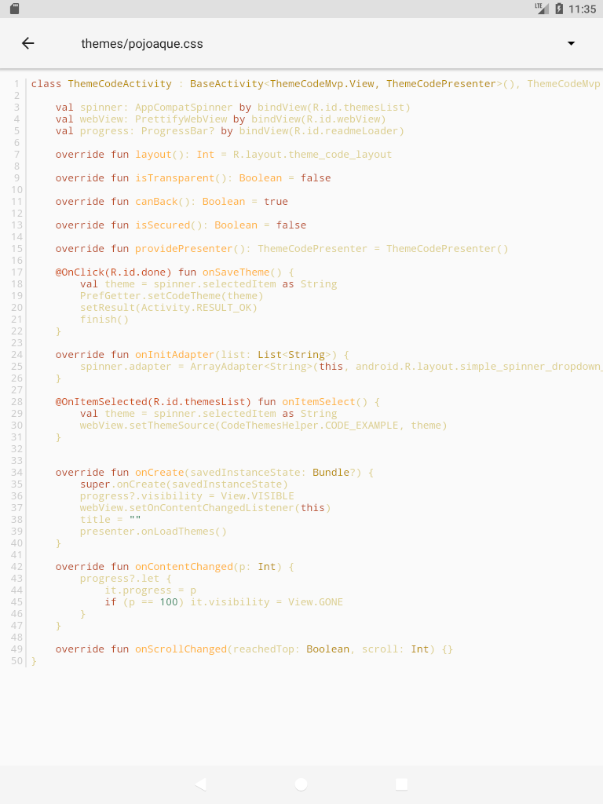 LTE 11:35
themes/pojoaque.css
1 class ThemeCodeActivity : BaseActivity<ThemeCodeMvp.View, ThemeCodePresenter>(), ThemeCodeMvp
2
3     val spinner: AppCompatSpinner by bindView(R.id.themesList)
4     val webView: PrettifyWebView by bindView(R.id.webView)
5     val progress: ProgressBar? by bindView(R.id.readmeLoader)
6
7     override fun layout(): Int = R.layout.theme_code_layout
8
9     override fun isTransparent(): Boolean = false
10
11     override fun canBack(): Boolean = true
12
13     override fun isSecured(): Boolean = false
14
15     override fun providePresenter(): ThemeCodePresenter = ThemeCodePresenter()
16
17     @OnClick(R.id.done) fun onSaveTheme() {
18         val theme = spinner.selectedItem as String
19         PrefGetter.setCodeTheme(theme)
20         setResult(Activity.RESULT_OK)
21         finish()
22     }
23
24     override fun onInitAdapter(list: List<String>) {
25         spinner.adapter = ArrayAdapter<String>(this, android.R.layout.simple_spinner_dropdown_
26     }
27
28     @OnItemSelected(R.id.themesList) fun onItemSelect() {
29         val theme = spinner.selectedItem as String
30         webView.setThemeSource(CodeThemesHelper.CODE_EXAMPLE, theme)
31     }
32
33
34     override fun onCreate(savedInstanceState: Bundle?) {
35         super.onCreate(savedInstanceState)
36         progress?.visibility = View.VISIBLE
37         webView.setOnContentChangedListener(this)
38         title = ""
39         presenter.onLoadThemes()
40     }
41
42     override fun onContentChanged(p: Int) {
43         progress?.let {
44             it.progress = p
45             if (p == 100) it.visibility = View.GONE
46         }
47     }
48
49     override fun onScrollChanged(reachedTop: Boolean, scroll: Int) {}
50 }